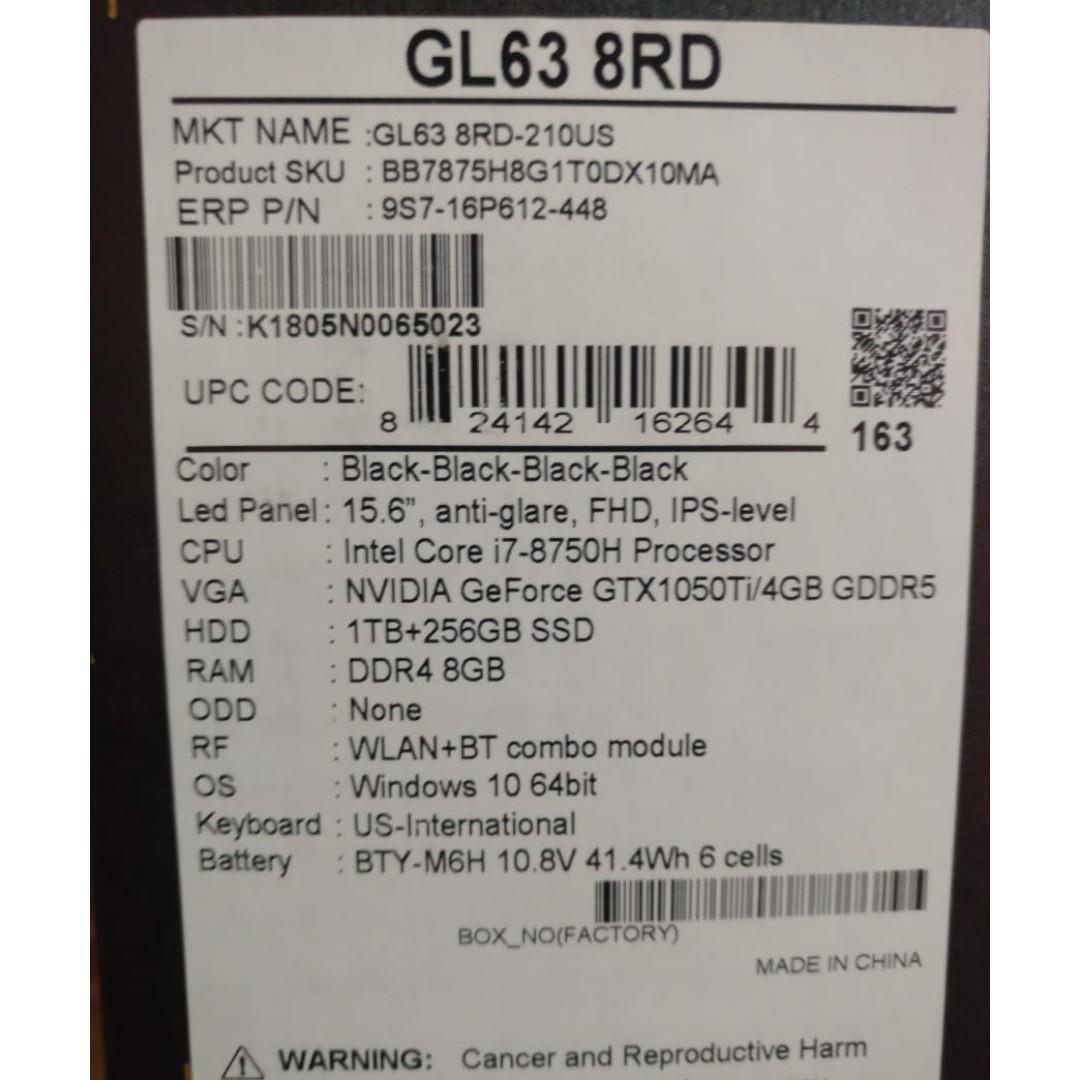 GL63 8RD
MKT NAME :GL63 8RD-210US
Product SKU : BB7875H8G1T0DX10MA
ERP P/N : 9S7-16P612-448
S/N :K1805N0065023
UPC CODE:
8 24142 16264 4
163
Color : Black-Black-Black-Black
Led Panel : 15.6”, anti-glare, FHD, IPS-level
CPU : Intel Core i7-8750H Processor
VGA : NVIDIA GeForce GTX1050Ti/4GB GDDR5
HDD : 1TB+256GB SSD
RAM : DDR4 8GB
ODD : None
RF : WLAN+BT combo module
OS : Windows 10 64bit
Keyboard : US-International
Battery : BTY-M6H 10.8V 41.4Wh 6 cells
BOX_NO(FACTORY)
MADE IN CHINA
WARNING: Cancer and Reproductive Harm